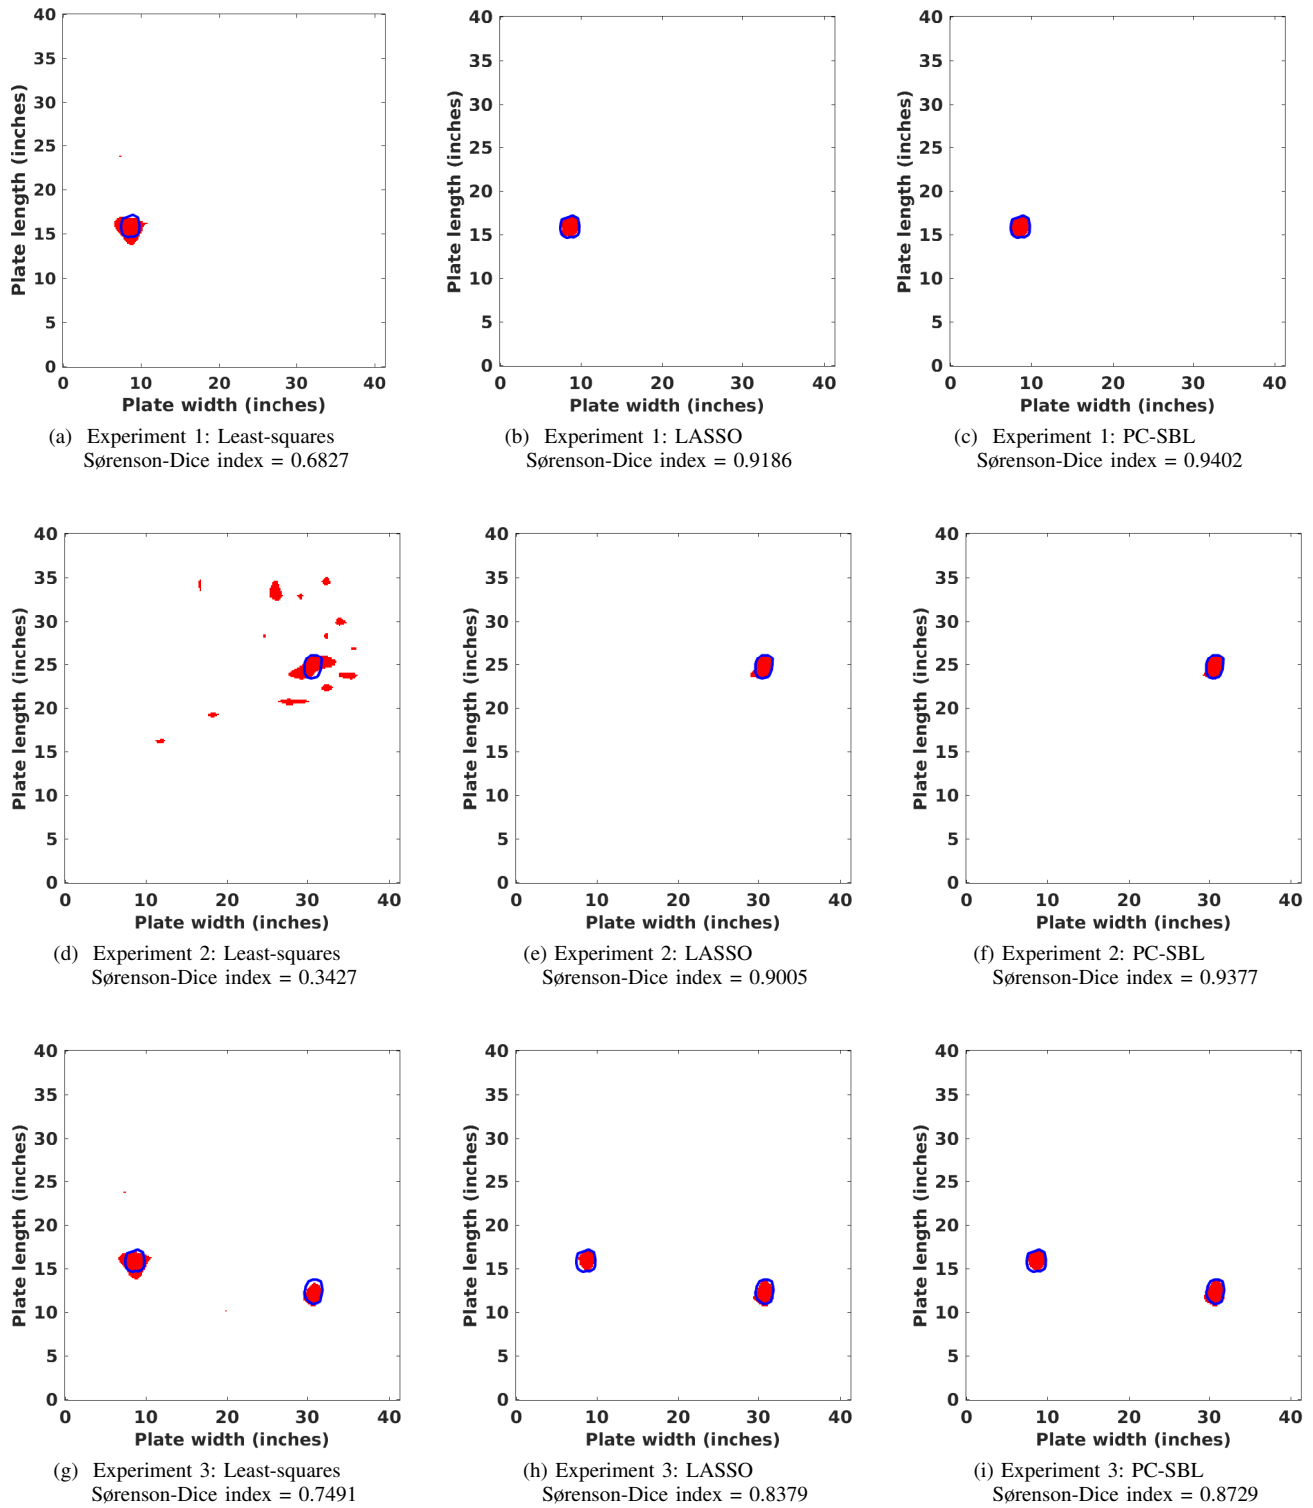 40
35
30
25
20
15
10
5
0
0 10 20 30 40
Plate length (inches)
Plate width (inches)
(a) Experiment 1: Least-squares
Sørenson-Dice index = 0.6827
40
35
30
25
20
15
10
5
0
0 10 20 30 40
Plate length (inches)
Plate width (inches)
(b) Experiment 1: LASSO
Sørenson-Dice index = 0.9186
40
35
30
25
20
15
10
5
0
0 10 20 30 40
Plate length (inches)
Plate width (inches)
(c) Experiment 1: PC-SBL
Sørenson-Dice index = 0.9402
40
35
30
25
20
15
10
5
0
0 10 20 30 40
Plate length (inches)
Plate width (inches)
(d) Experiment 2: Least-squares
Sørenson-Dice index = 0.3427
40
35
30
25
20
15
10
5
0
0 10 20 30 40
Plate length (inches)
Plate width (inches)
(e) Experiment 2: LASSO
Sørenson-Dice index = 0.9005
40
35
30
25
20
15
10
5
0
0 10 20 30 40
Plate length (inches)
Plate width (inches)
(f) Experiment 2: PC-SBL
Sørenson-Dice index = 0.9377
40
35
30
25
20
15
10
5
0
0 10 20 30 40
Plate length (inches)
Plate width (inches)
(g) Experiment 3: Least-squares
Sørenson-Dice index = 0.7491
40
35
30
25
20
15
10
5
0
0 10 20 30 40
Plate length (inches)
Plate width (inches)
(h) Experiment 3: LASSO
Sørenson-Dice index = 0.8379
40
35
30
25
20
15
10
5
0
0 10 20 30 40
Plate length (inches)
Plate width (inches)
(i) Experiment 3: PC-SBL
Sørenson-Dice index = 0.8729